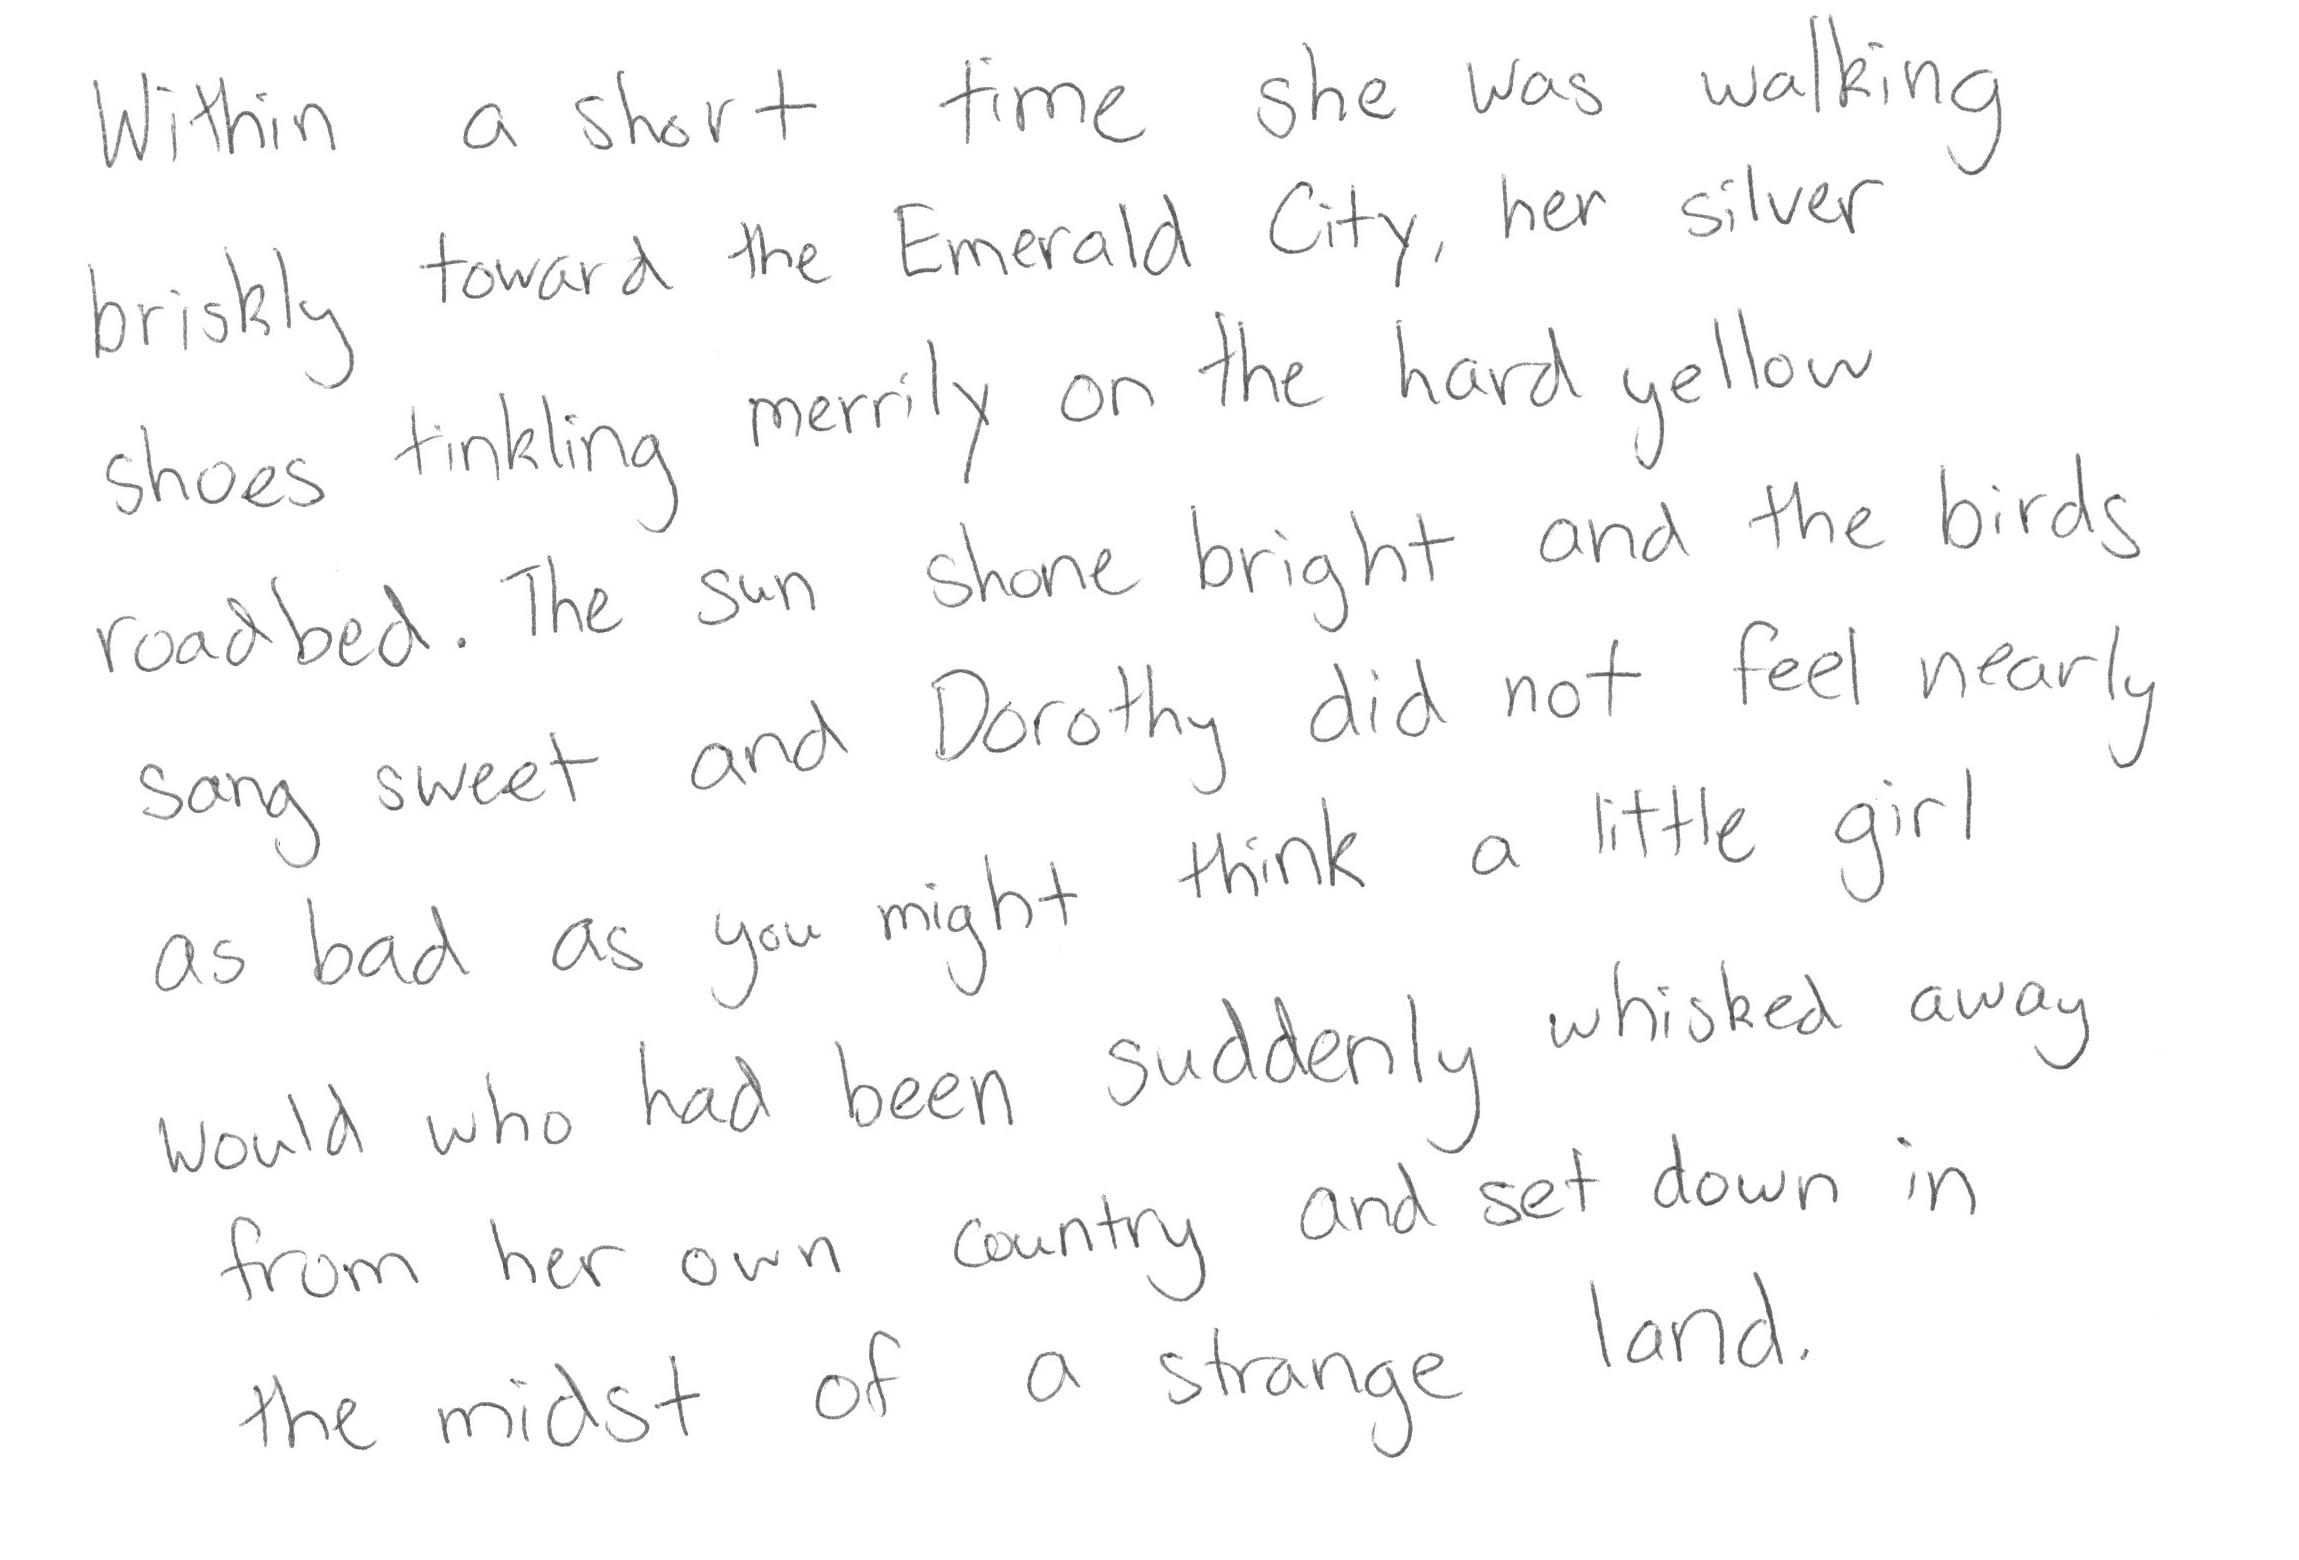 Within a short time she was walking
briskly toward the Emerald City, her silver
shoes tinkling merrily on the hard yellow
roadbed. The sun shone bright and the birds
sang sweet and Dorothy did not feel nearly
as bad as you might think a little girl
would who had been suddenly whisked away
from her own country and set down in
the midst of a strange land.